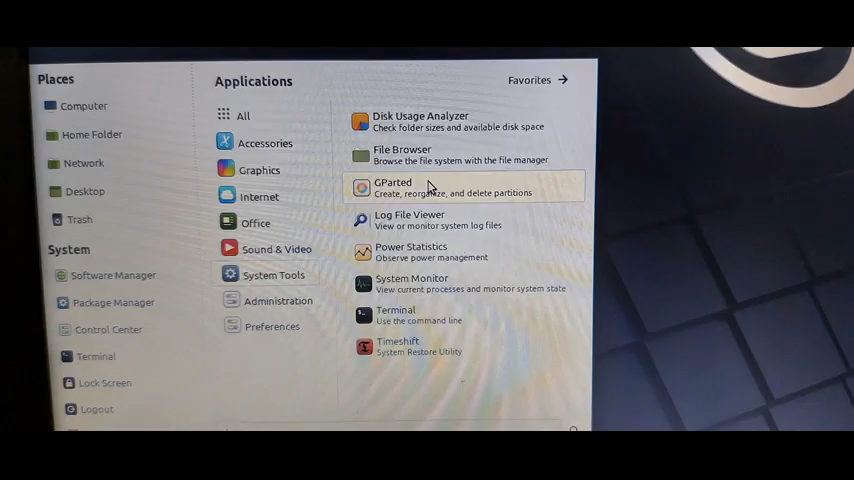 Places
Computer
Home Folder
Network
Desktop
Trash
System
Software Manager
Package Manager
Control Center
Terminal
Lock Screen
Logout
Applications
Favorites
All
Accessories
Graphics
Internet
Office
Sound & Video
System Tools
Administration
Preferences
Disk Usage Analyzer
Check folder sizes and available disk space
File Browser
Browse the file system with the file manager
GParted
Create, reorganize, and delete partitions
Log File Viewer
View or monitor system log files
Power Statistics
Observe power management
System Monitor
View current processes and monitor system state
Terminal
Use the command line
Timeshift
System Restore Utility